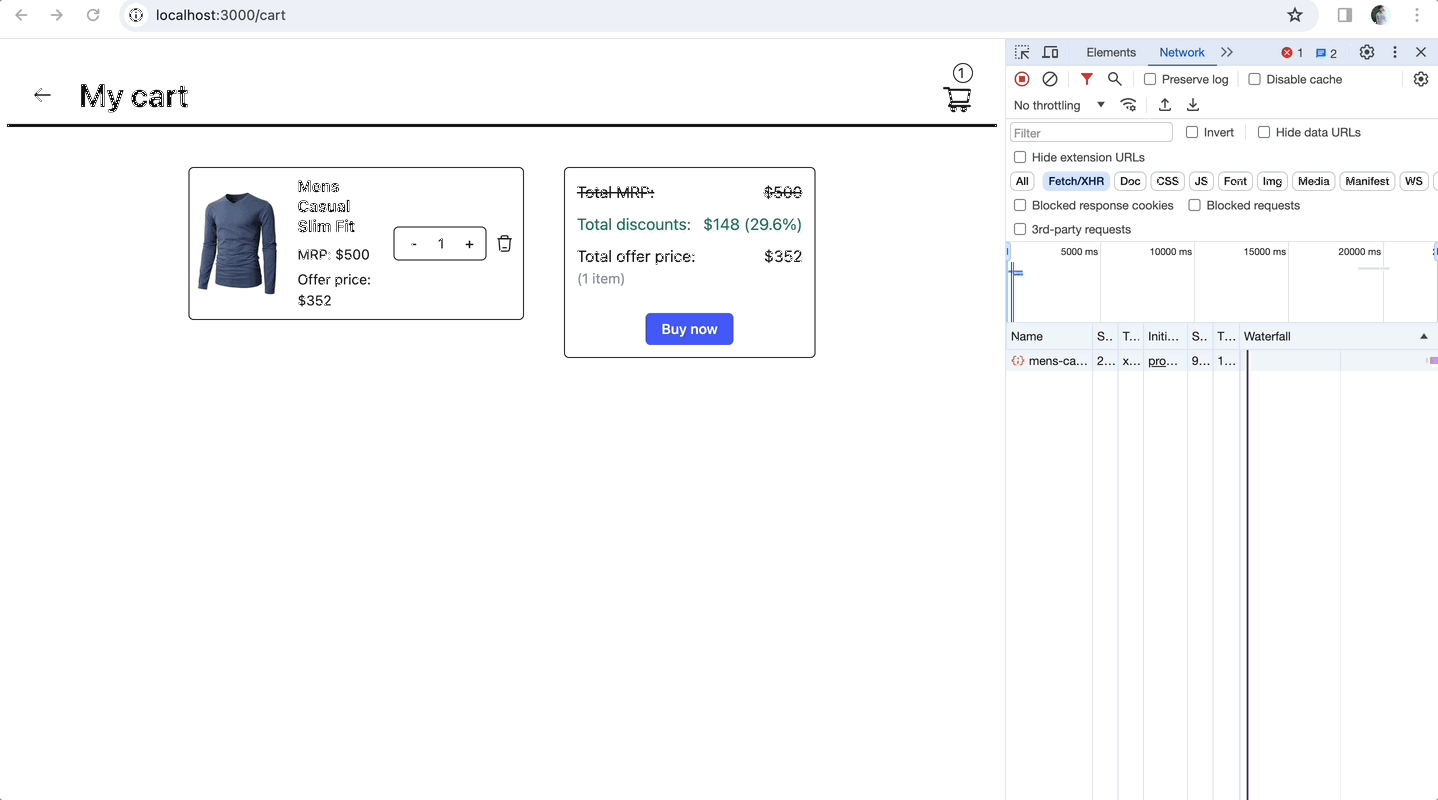 localhost:3000/cart
My cart
1
Mens
Casual
Slim Fit
MRP: $500
Offer price:
$352
- 1 +
Total MRP: $500
Total discounts: $148 (29.6%)
Total offer price: $352
(1 item)
Buy now
Elements Network 1 2
Preserve log Disable cache
No throttling
Filter Invert Hide data URLs
Hide extension URLs
All Fetch/XHR Doc CSS JS Font Img Media Manifest WS
Blocked response cookies Blocked requests
3rd-party requests
5000 ms 10000 ms 15000 ms 20000 ms
Name S... T... Initi... S... T... Waterfall
mens-ca... 2... x... pro... 9... 1...